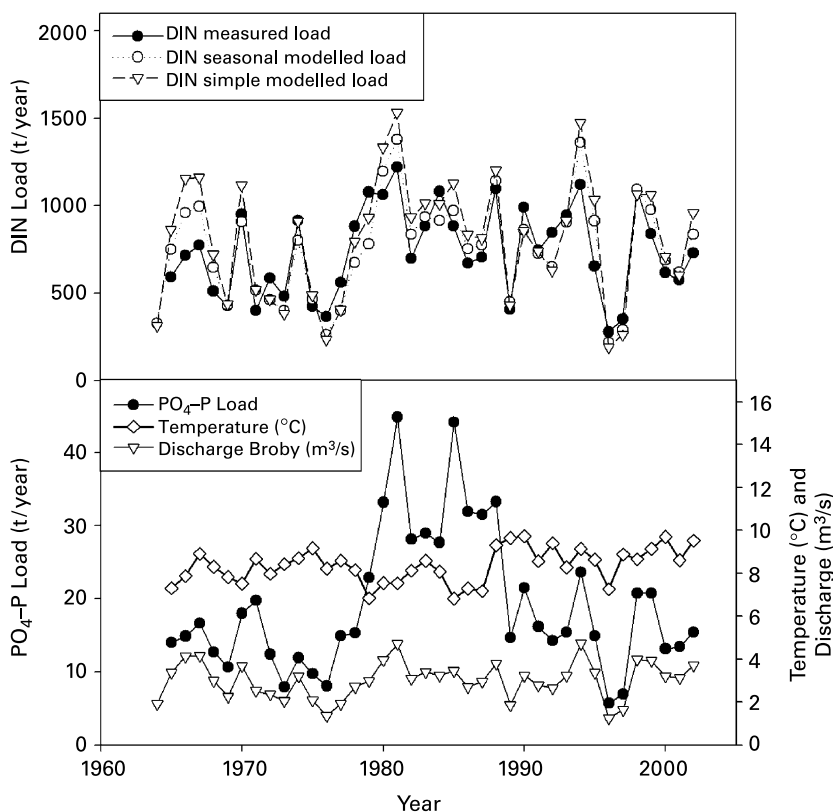 2000
1500
1000
500
0
DIN Load (t/year)
DIN measured load
DIN seasonal modelled load
DIN simple modelled load
40
30
20
10
0
PO₄–P Load (t/year)
PO₄–P Load
Temperature (°C)
Discharge Broby (m³/s)
16
14
12
10
8
6
4
2
0
Temperature (°C) and
Discharge (m³/s)
1960 1970 1980 1990 2000
Year